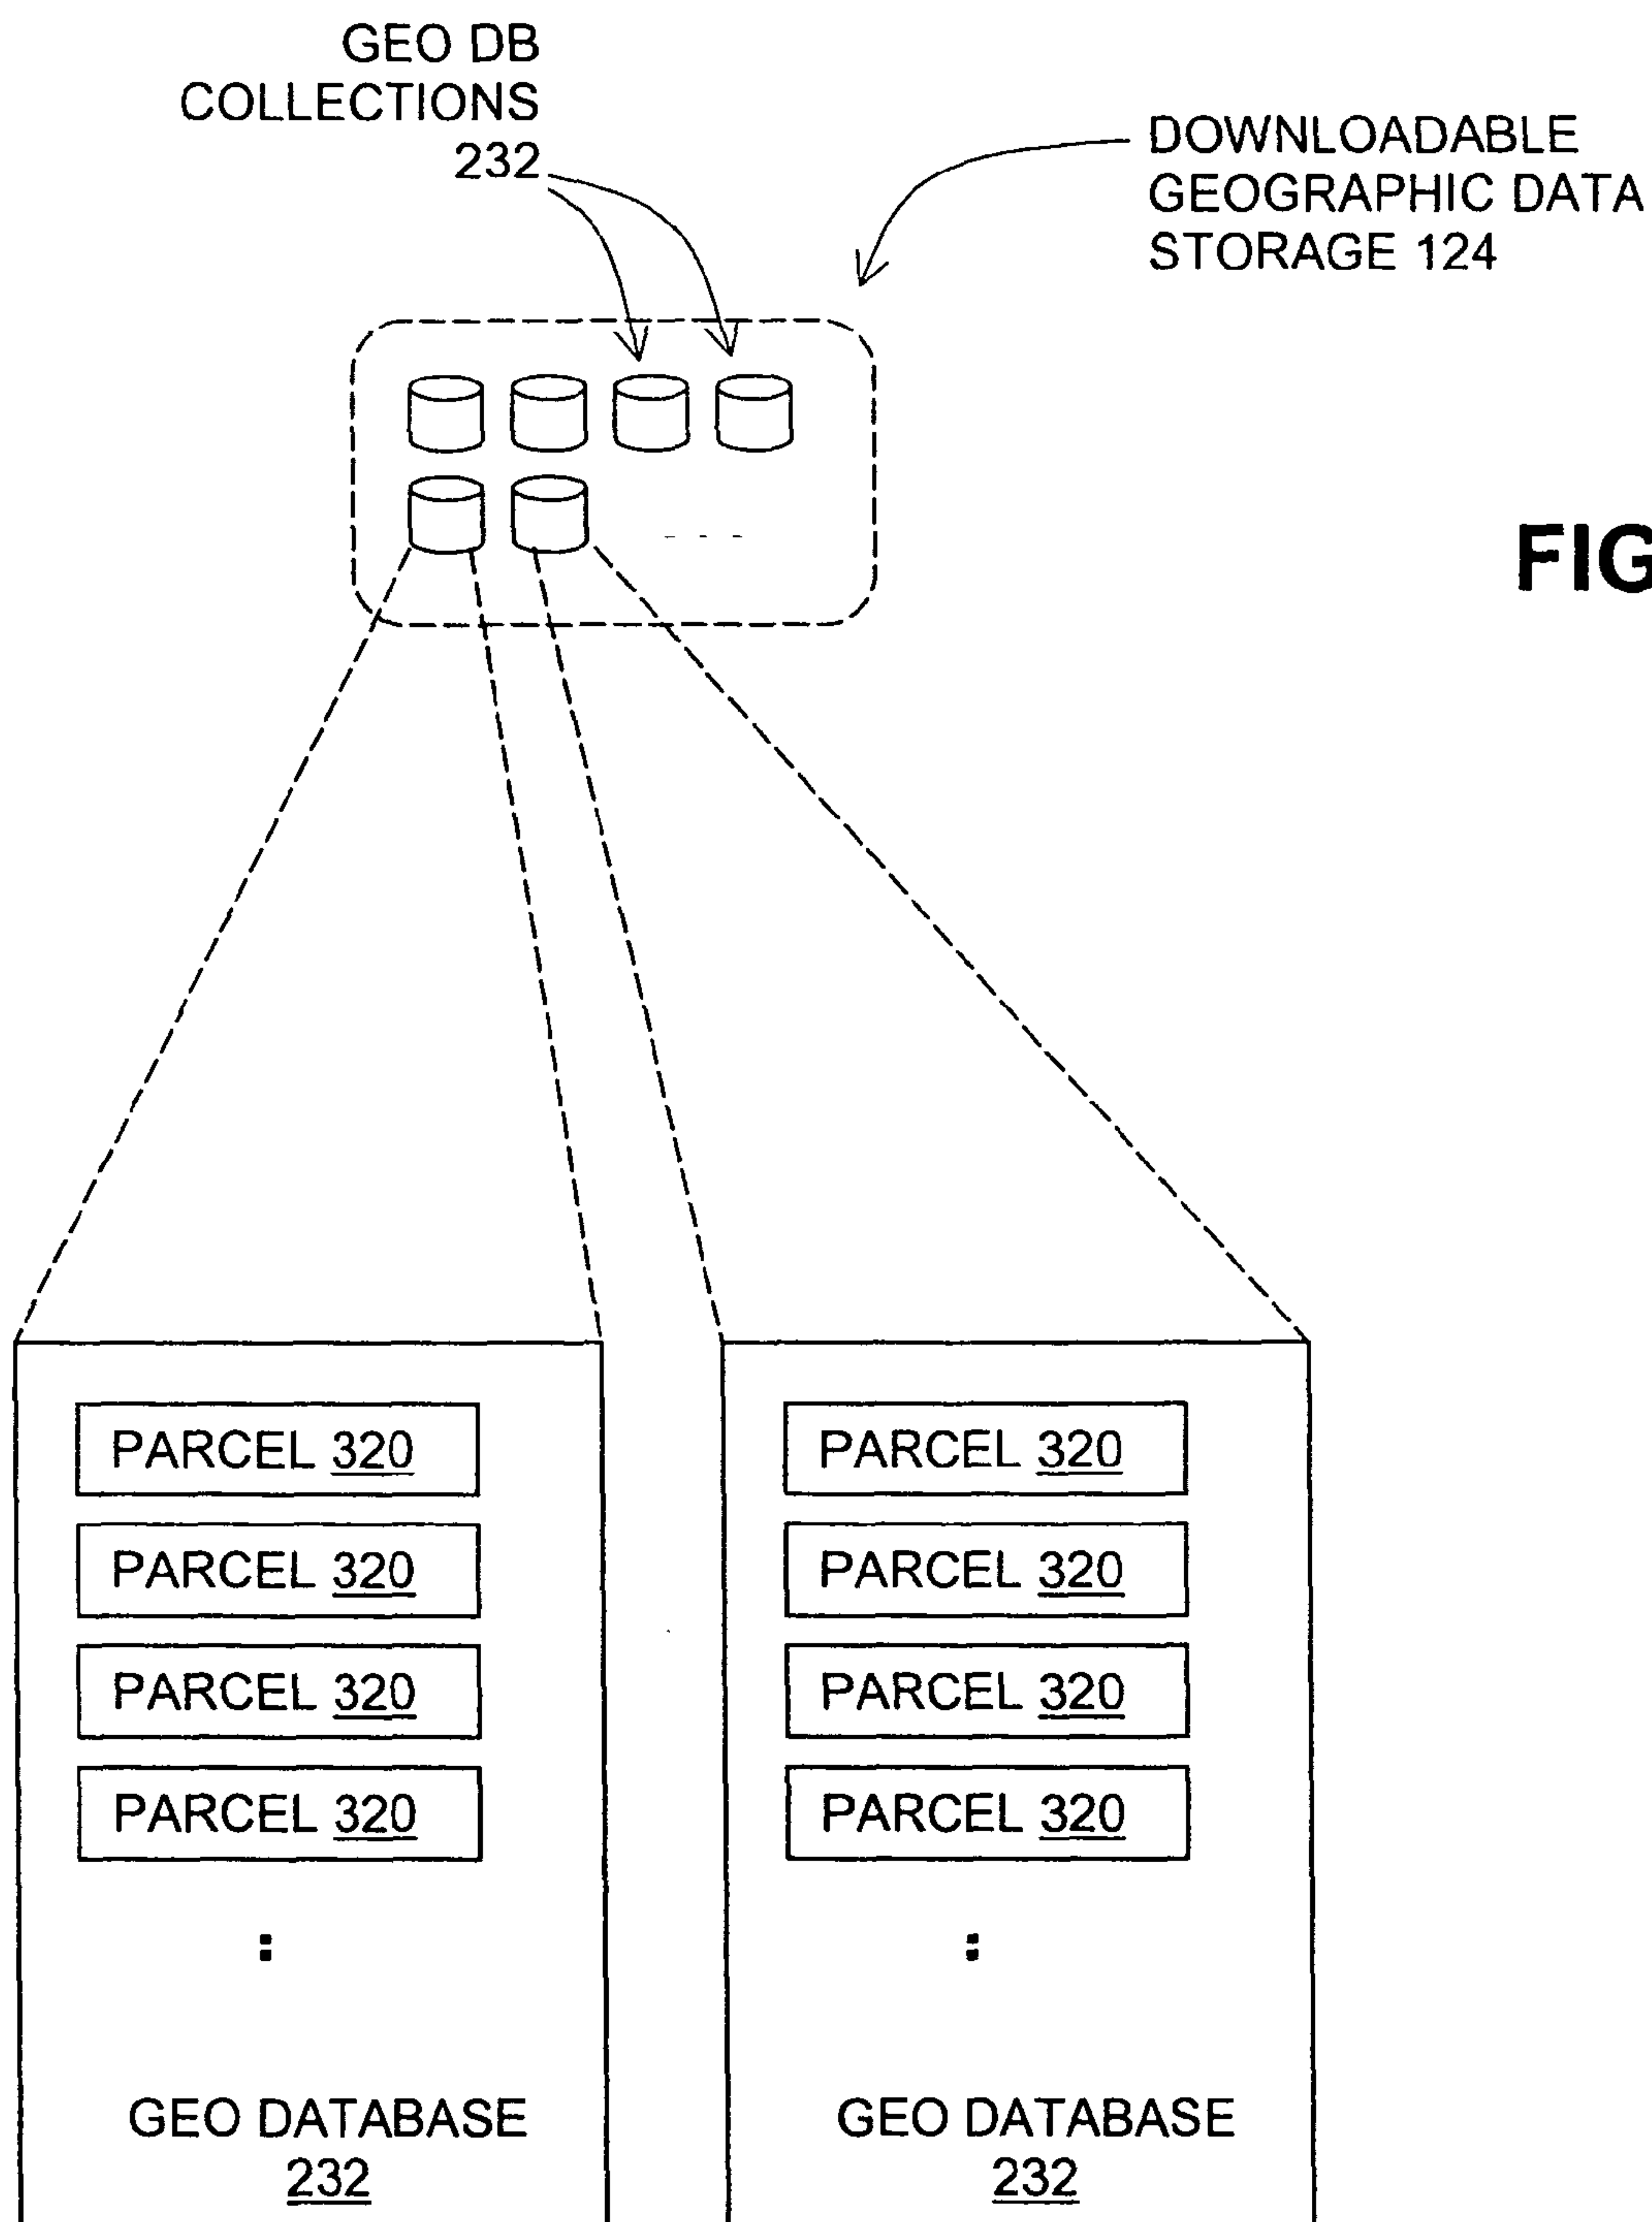 GEO DB
COLLECTIONS
232
DOWNLOADABLE
GEOGRAPHIC DATA
STORAGE 124
FIG
PARCEL 320
PARCEL 320
PARCEL 320
PARCEL 320
:
GEO DATABASE
232
PARCEL 320
PARCEL 320
PARCEL 320
PARCEL 320
:
GEO DATABASE
232